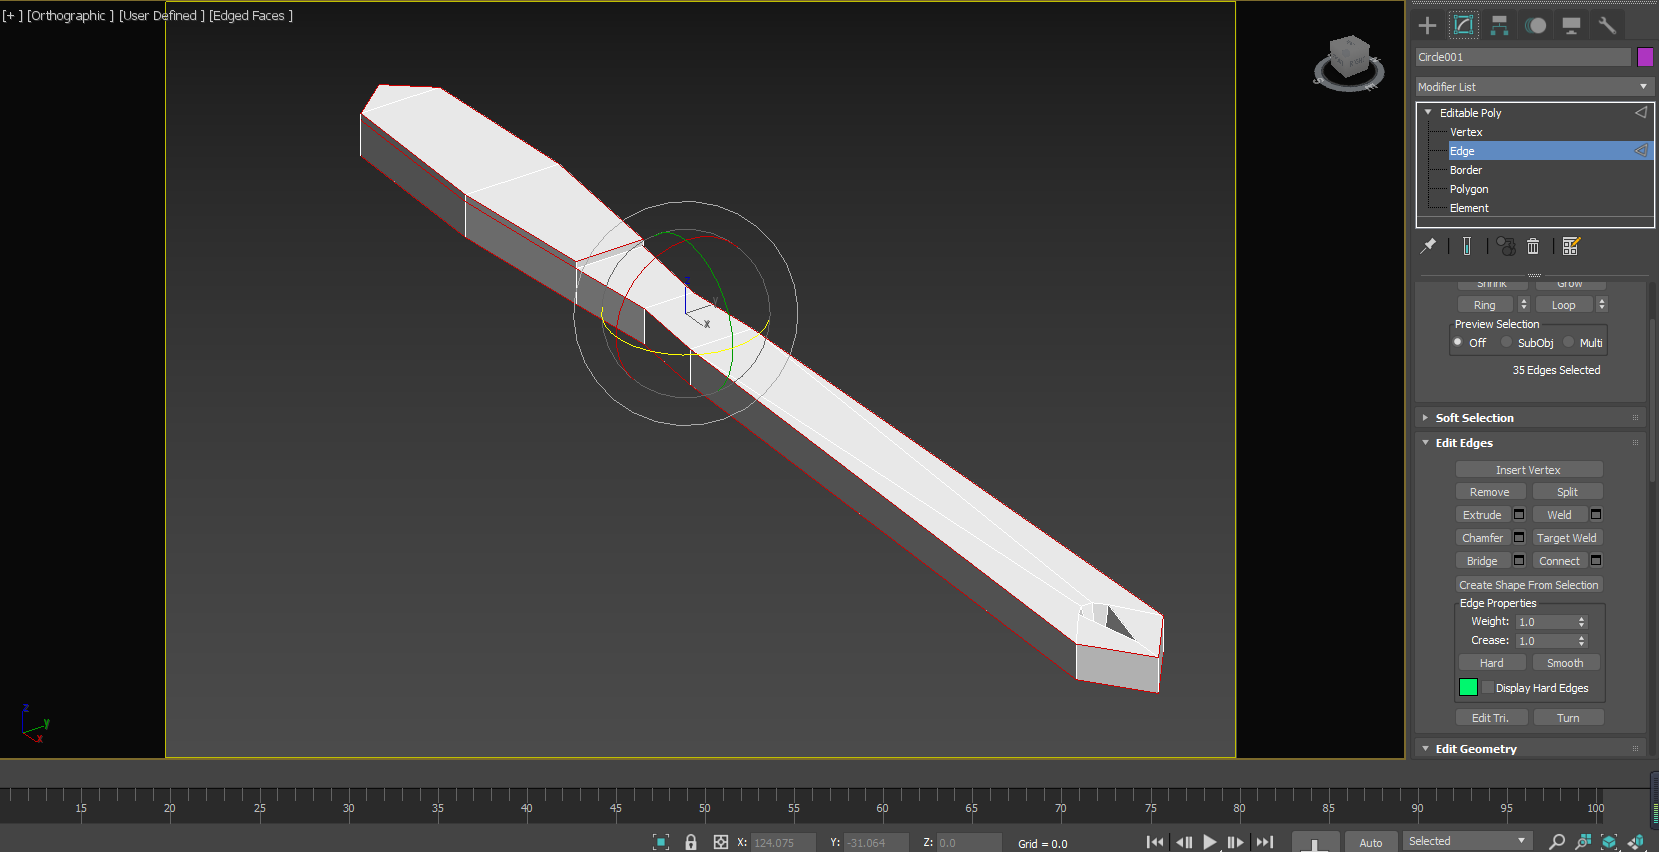 [+ ] [Orthographic ] [User Defined ] [Edged Faces ]
Circle001
Modifier List
Editable Poly
Vertex
Edge
Border
Polygon
Element
Shrink Grow
Ring Loop
Preview Selection
Off SubObj Multi
35 Edges Selected
Soft Selection
Edit Edges
Insert Vertex
Remove Split
Extrude Weld
Chamfer Target Weld
Bridge Connect
Create Shape From Selection
Edge Properties
Weight: 1.0
Crease: 1.0
Hard Smooth
Display Hard Edges
Edit Tri. Turn
Edit Geometry
z
y
x
z
y
x
15 20 25 30 35 40 45 50 55 60 65 70 75 80 85 90 95 100
X: 124.075 Y: -31.064 Z: 0.0 Grid = 0.0 Auto Selected